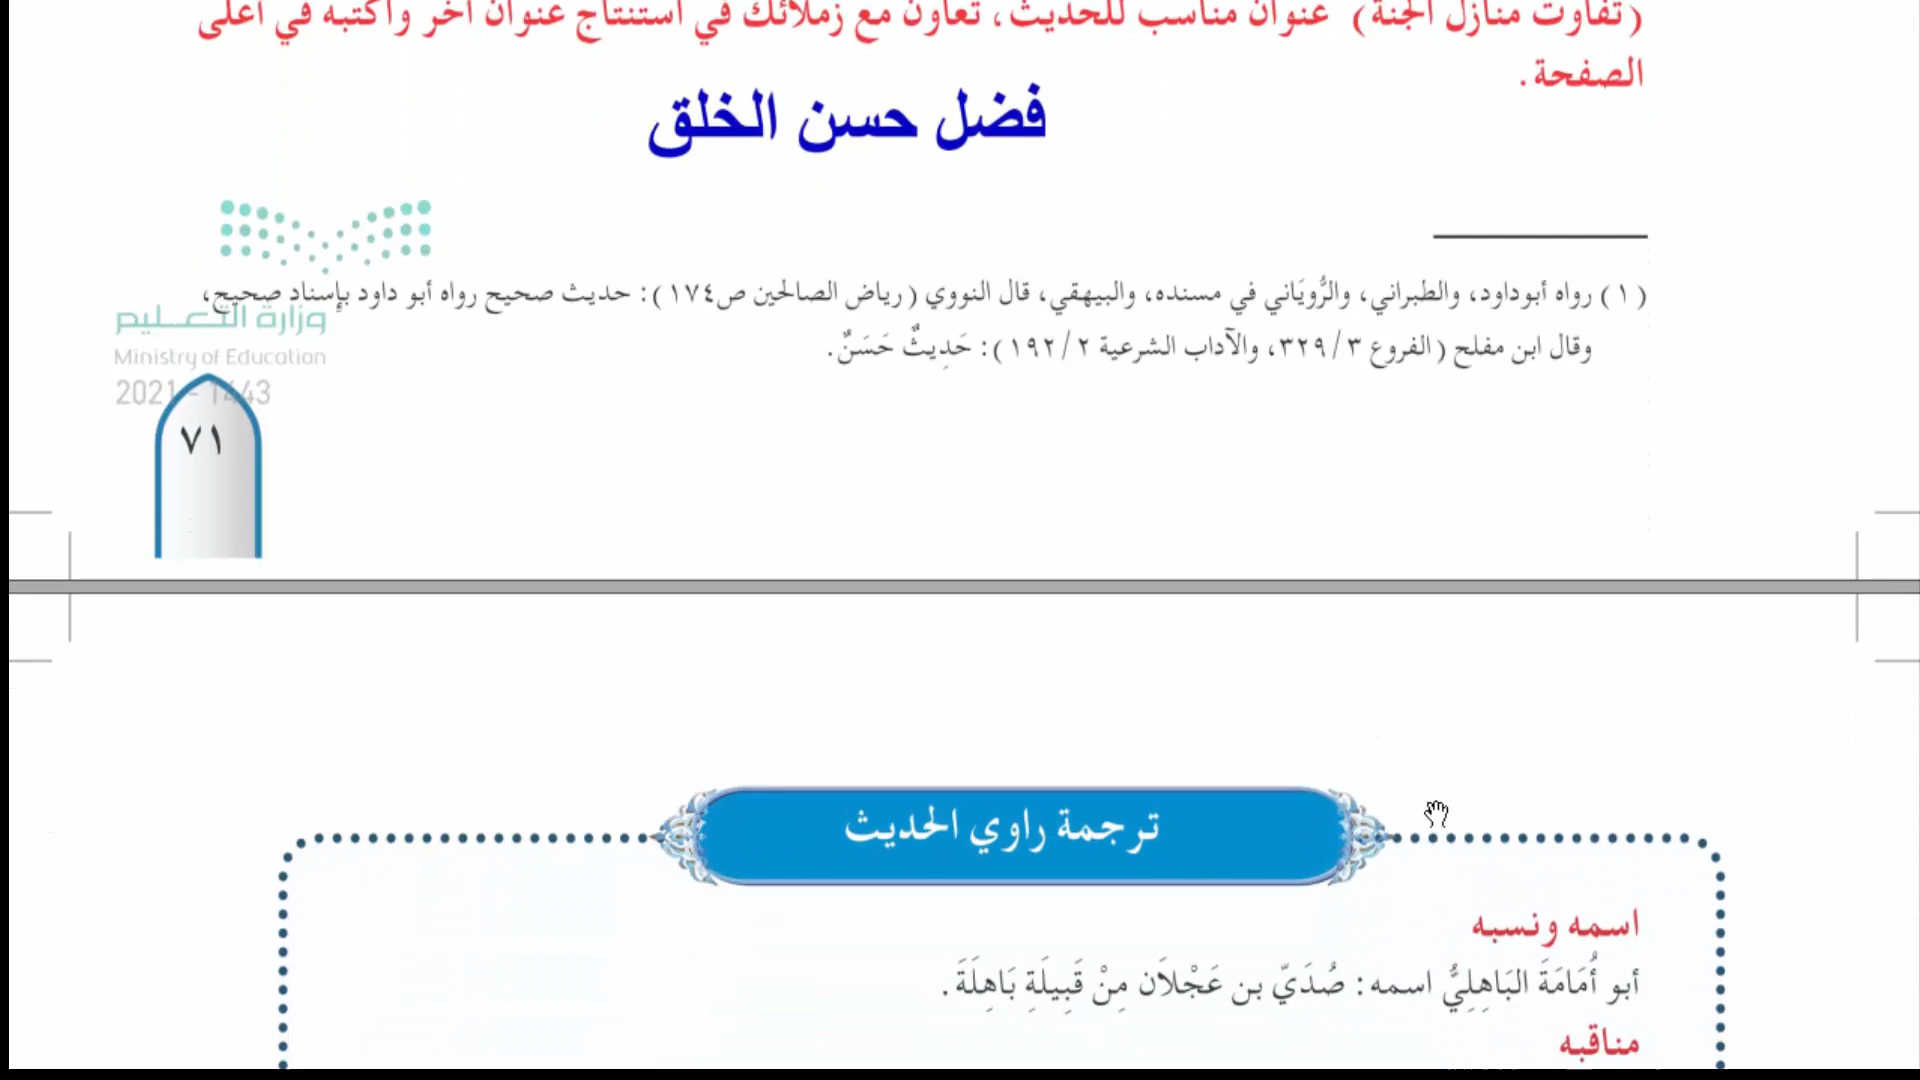 (تفاوت منازل الجنة) عنوان مناسب للحديث، تعاون مع زملائك في استنتاج عنوان آخر واكتبه في أعلى
الصفحة.
فضل حسن الخلق
(١) رواه أبوداود، والطبراني، والرُّويَاني في مسنده، والبيهقي، قال النووي (رياض الصالحين ص١٧٤): حديث صحيح رواه أبو داود بإسناد صحيح،
وقال ابن مفلح (الفروع ٣/ ٣٢٩، والآداب الشرعية ٢/ ١٩٢): حَدِيثٌ حَسَنٌ.
وزارة التعليم
Ministry of Education
2021 - 1443
٧١
ترجمة راوي الحديث
اسمه ونسبه
أبو أُمَامَةَ البَاهِلِيُّ اسمه: صُدَيّ بن عَجْلاَن مِنْ قَبِيلَةِ بَاهِلَةَ.
مناقبه